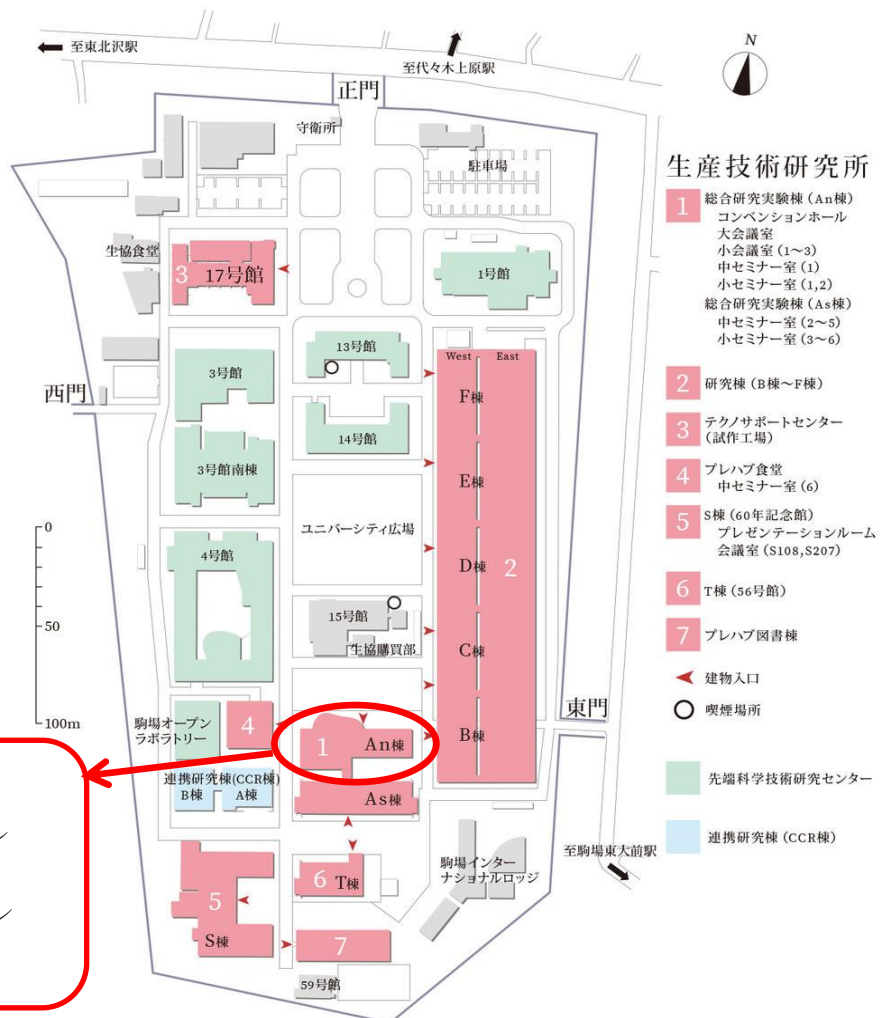 至東北沢駅
至代々木上原駅
N
正門
守衛所
駐車場
生協食堂
3
17号館
1号館
13号館
West
East
3号館
F棟
西門
14号館
3号館南棟
E棟
ユニバーシティ広場
0
4号館
D棟
2
50
15号館
生協購買部
C棟
100m
駒場オープン
ラボラトリー
4
1
An棟
B棟
東門
連携研究棟(CCR棟)
B棟
A棟
As棟
駒場インター
ナショナルロッジ
至駒場東大前駅
6
T棟
5
S棟
7
59号館
生産技術研究所
1
総合研究実験棟(An棟)
コンベンションホール
大会議室
小会議室(1〜3)
中セミナー室(1)
小セミナー室(1,2)
総合研究実験棟(As棟)
中セミナー室(2〜5)
小セミナー室(3〜6)
2
研究棟(B棟〜F棟)
3
テクノサポートセンター
(試作工場)
4
プレハブ食堂
中セミナー室(6)
5
S棟(60年記念館)
プレゼンテーションルーム
会議室(S108,S207)
6
T棟(56号館)
7
プレハブ図書棟
建物入口
喫煙場所
先端科学技術研究センター
連携研究棟(CCR棟)